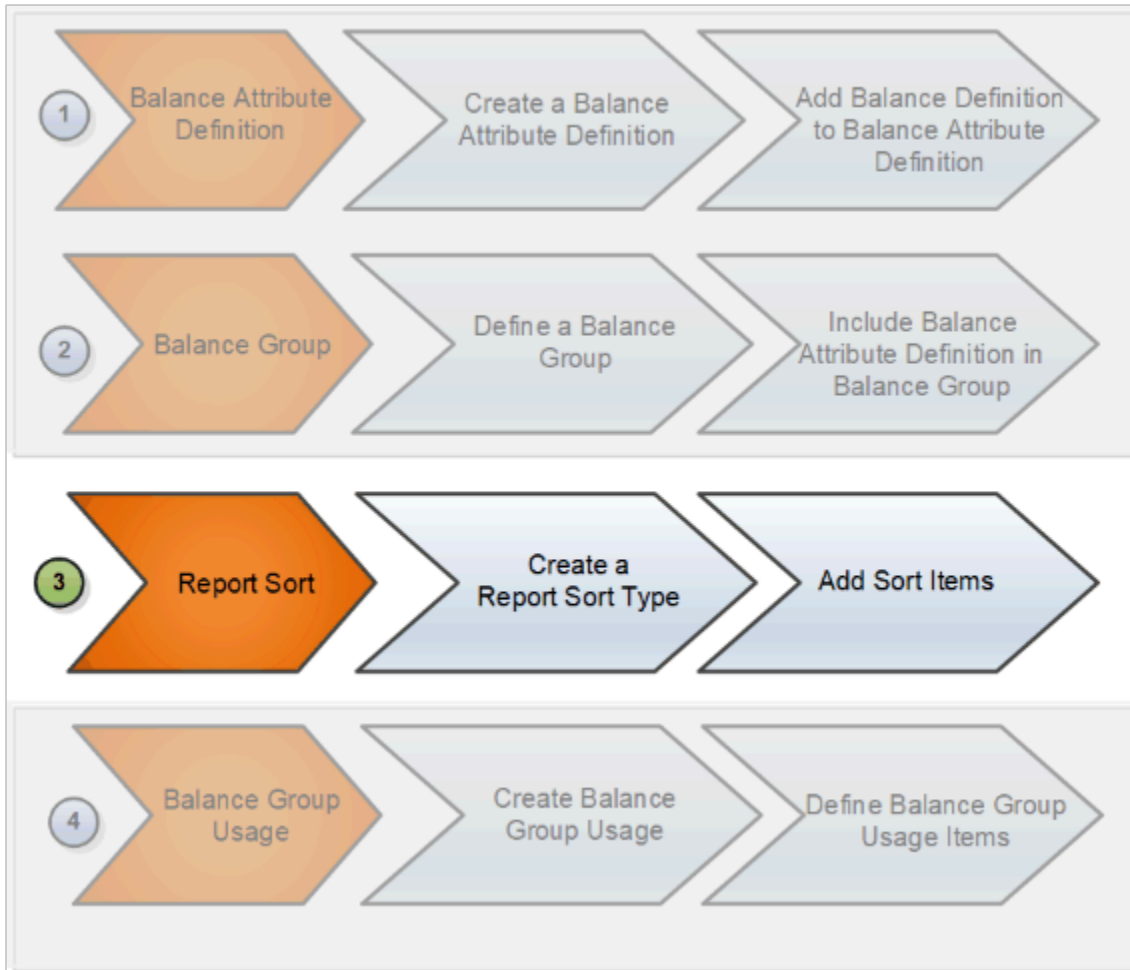 1
Balance Attribute
Definition
Create a Balance
Attribute Definition
Add Balance Definition
to Balance Attribute
Definition
2
Balance Group
Define a Balance
Group
Include Balance
Attribute Definition in
Balance Group
3
Report Sort
Create a
Report Sort Type
Add Sort Items
4
Balance Group
Usage
Create Balance
Group Usage
Define Balance Group
Usage Items